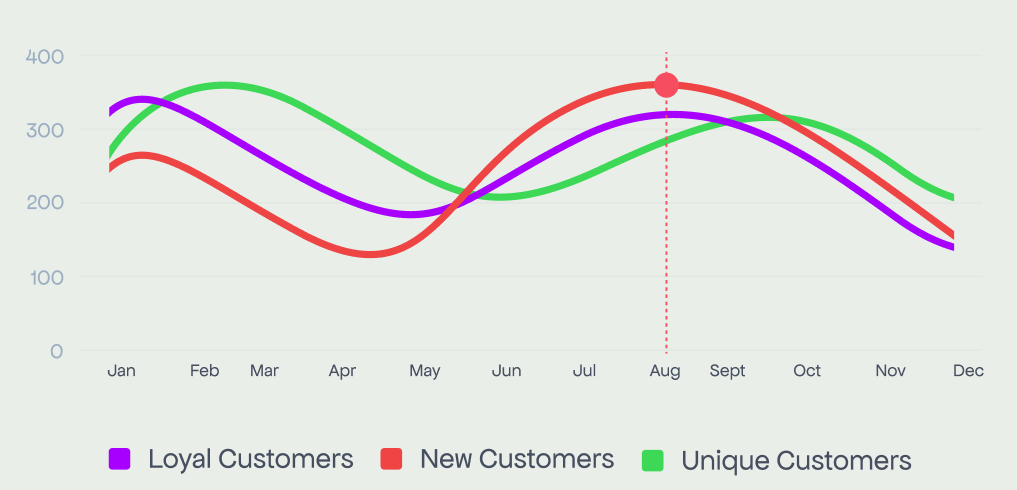 400
300
200
100
0
Jan Feb Mar Apr May Jun Jul Aug Sept Oct Nov Dec
Loyal Customers New Customers Unique Customers